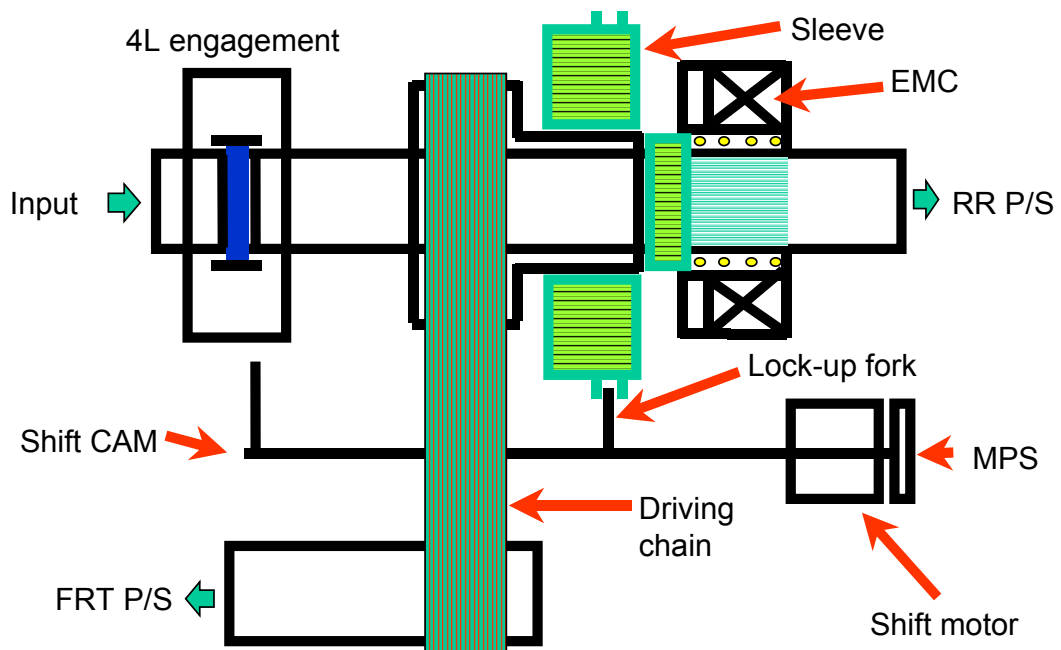 4L engagement
Sleeve
EMC
Input
RR P/S
Lock-up fork
Shift CAM
MPS
Driving
chain
FRT P/S
Shift motor